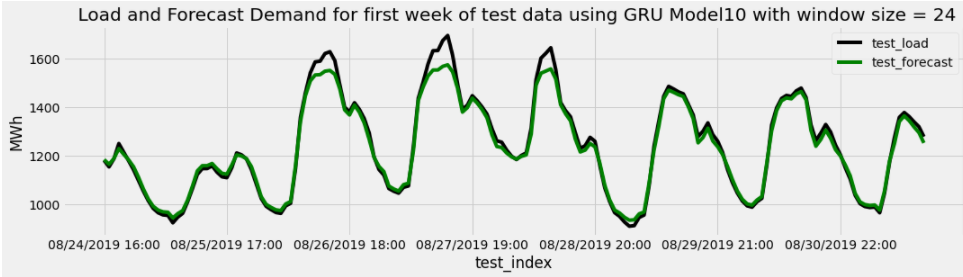 Load and Forecast Demand for first week of test data using GRU Model10 with window size = 24
test_load
test_forecast
1600
1400
1200
1000
MWh
08/24/2019 16:00 08/25/2019 17:00 08/26/2019 18:00 08/27/2019 19:00 08/28/2019 20:00 08/29/2019 21:00 08/30/2019 22:00
test_index